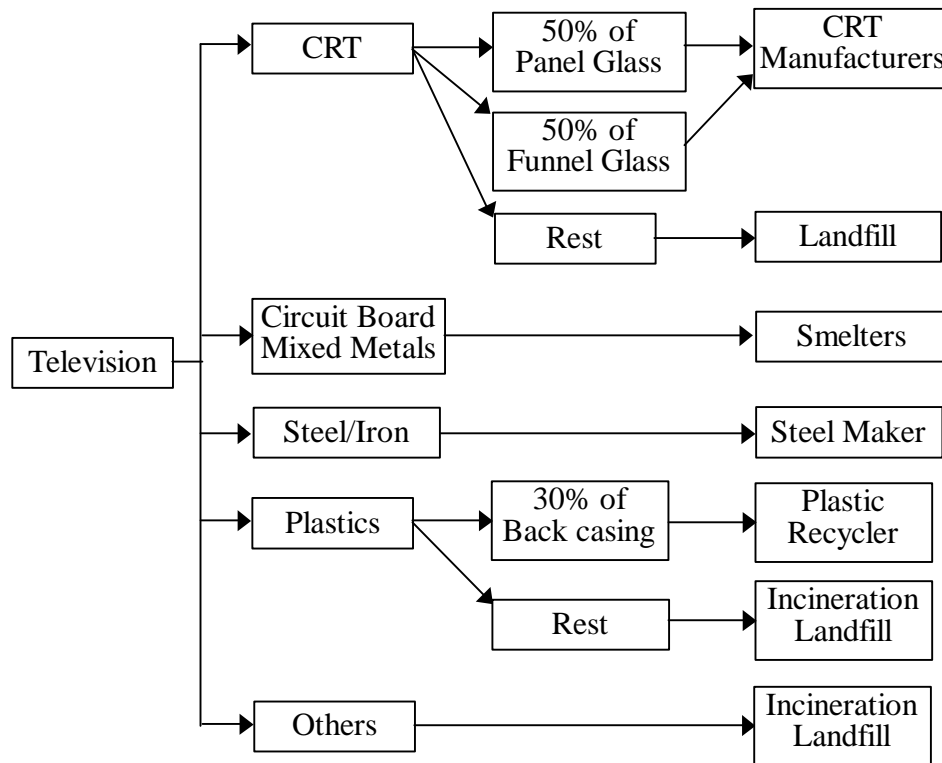 CRT
50% of
Panel Glass
CRT
Manufacturers
50% of
Funnel Glass
Rest
Landfill
Television
Circuit Board
Mixed Metals
Smelters
Steel/Iron
Steel Maker
Plastics
30% of
Back casing
Plastic
Recycler
Rest
Incineration
Landfill
Others
Incineration
Landfill